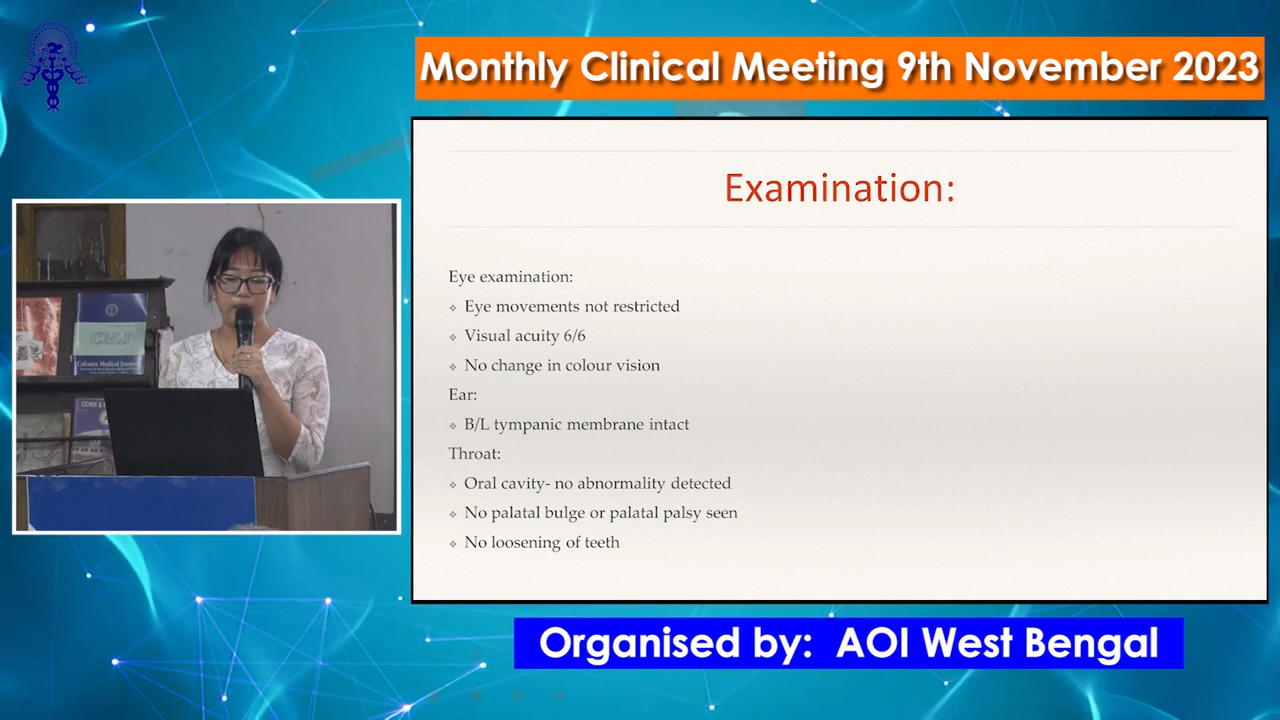 Monthly Clinical Meeting 9th November 2023
Examination:
Eye examination:
❖ Eye movements not restricted
❖ Visual acuity 6/6
❖ No change in colour vision
Ear:
❖ B/L tympanic membrane intact
Throat:
❖ Oral cavity- no abnormality detected
❖ No palatal bulge or palatal palsy seen
❖ No loosening of teeth
CMJ
Calcutta Medical Journal
Organised by: AOI West Bengal